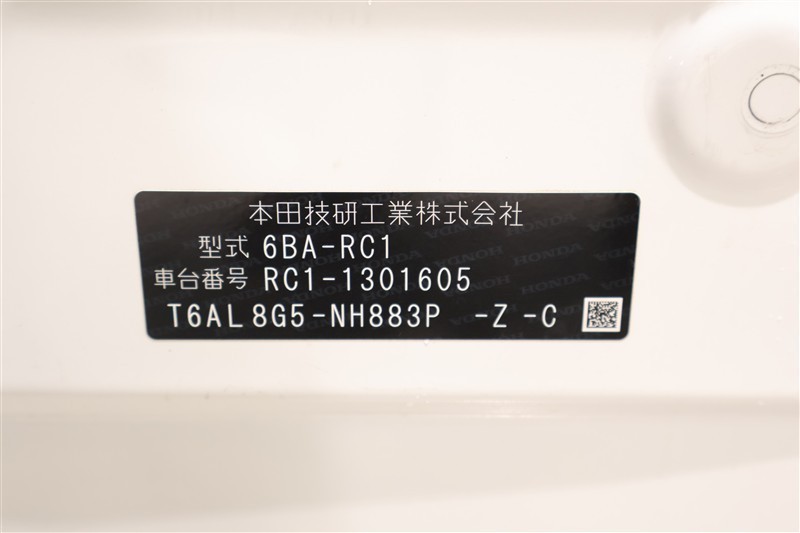 本田技研工業株式会社
型式 6BA-RC1
車台番号 RC1-1301605
T6AL 8G5-NH883P -Z -C